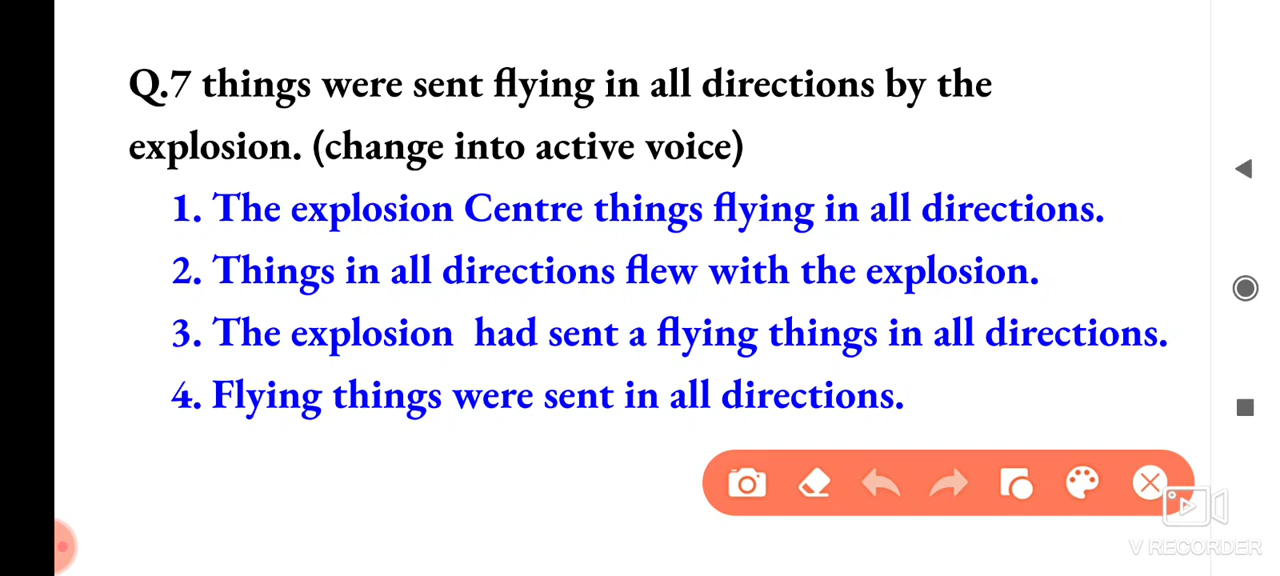 Q.7 things were sent flying in all directions by the
explosion. (change into active voice)
1. The explosion Centre things flying in all directions.
2. Things in all directions flew with the explosion.
3. The explosion had sent a flying things in all directions.
4. Flying things were sent in all directions.
V RECORDER